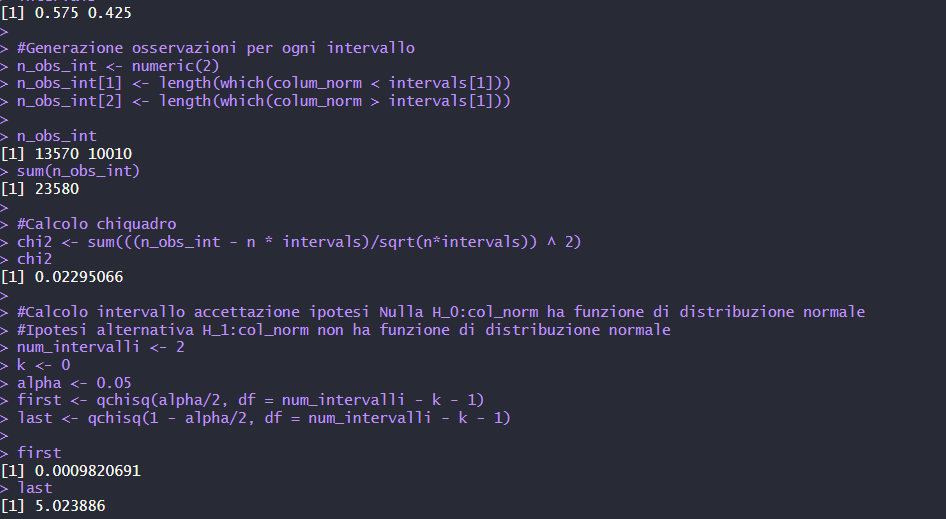 [1] 0.575 0.425
>
> #Generazione osservazioni per ogni intervallo
> n_obs_int <- numeric(2)
> n_obs_int[1] <- length(which(colum_norm < intervals[1]))
> n_obs_int[2] <- length(which(colum_norm > intervals[1]))
>
> n_obs_int
[1] 13570 10010
> sum(n_obs_int)
[1] 23580
>
> #Calcolo chiquadro
> chi2 <- sum(((n_obs_int - n * intervals)/sqrt(n*intervals)) ^ 2)
> chi2
[1] 0.02295066
>
> #Calcolo intervallo accettazione ipotesi Nulla H_0:col_norm ha funzione di distribuzione normale
> #Ipotesi alternativa H_1:col_norm non ha funzione di distribuzione normale
> num_intervalli <- 2
> k <- 0
> alpha <- 0.05
> first <- qchisq(alpha/2, df = num_intervalli - k - 1)
> last <- qchisq(1 - alpha/2, df = num_intervalli - k - 1)
>
> first
[1] 0.0009820691
> last
[1] 5.023886